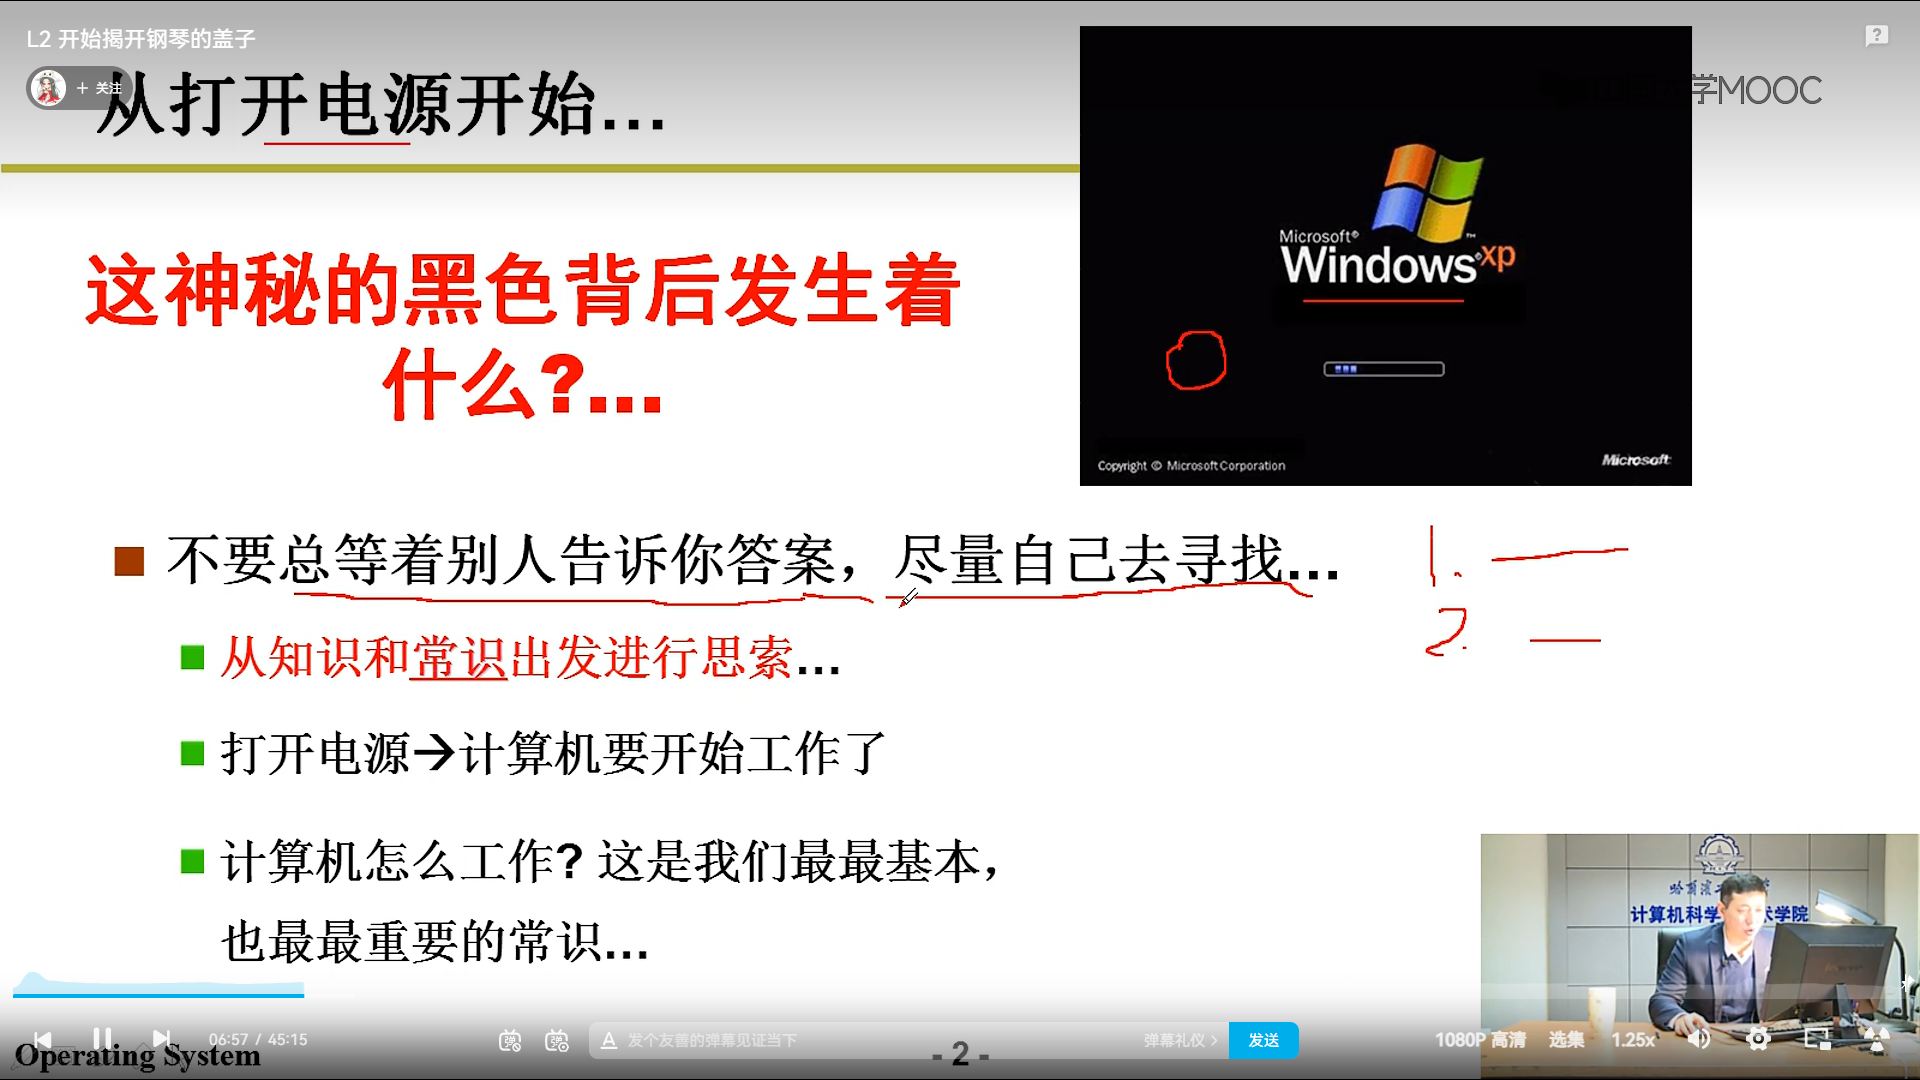 L2 开始揭开钢琴的盖子
+ 关注
从打开电源开始...
学MOOC
Microsoft®
Windows®xp
™
Copyright © Microsoft Corporation
Microsoft
这神秘的黑色背后发生着
什么?...
不要总等着别人告诉你答案，尽量自己去寻找...
1.
2.
从知识和常识出发进行思索...
打开电源→计算机要开始工作了
计算机怎么工作? 这是我们最最基本，
也最最重要的常识...
计算机科学
术学院
06:57 / 45:15
发个友善的弹幕见证当下
弹幕礼仪 >
发送
1080P 高清
选集
1.25x
Operating System
- 2 -